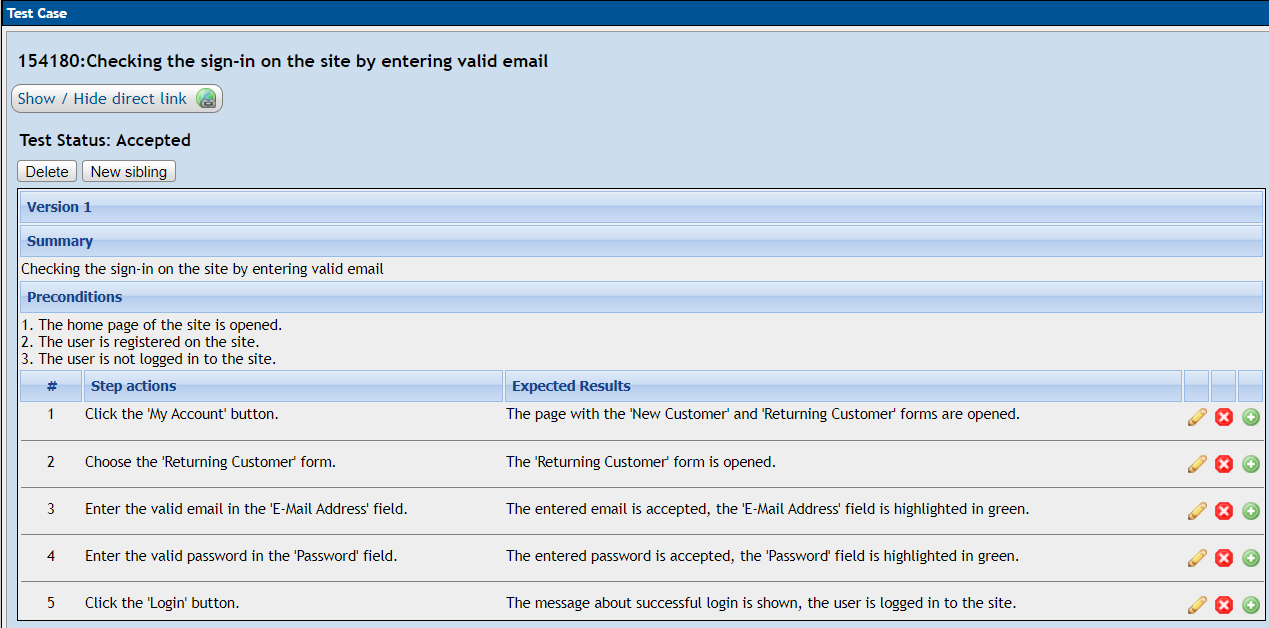 Test Case
154180:Checking the sign-in on the site by entering valid email
Show / Hide direct link
Test Status: Accepted
Delete New sibling
Version 1
Summary
Checking the sign-in on the site by entering valid email
Preconditions
1. The home page of the site is opened.
2. The user is registered on the site.
3. The user is not logged in to the site.
# Step actions Expected Results
1 Click the 'My Account' button. The page with the 'New Customer' and 'Returning Customer' forms are opened.
2 Choose the 'Returning Customer' form. The 'Returning Customer' form is opened.
3 Enter the valid email in the 'E-Mail Address' field. The entered email is accepted, the 'E-Mail Address' field is highlighted in green.
4 Enter the valid password in the 'Password' field. The entered password is accepted, the 'Password' field is highlighted in green.
5 Click the 'Login' button. The message about successful login is shown, the user is logged in to the site.